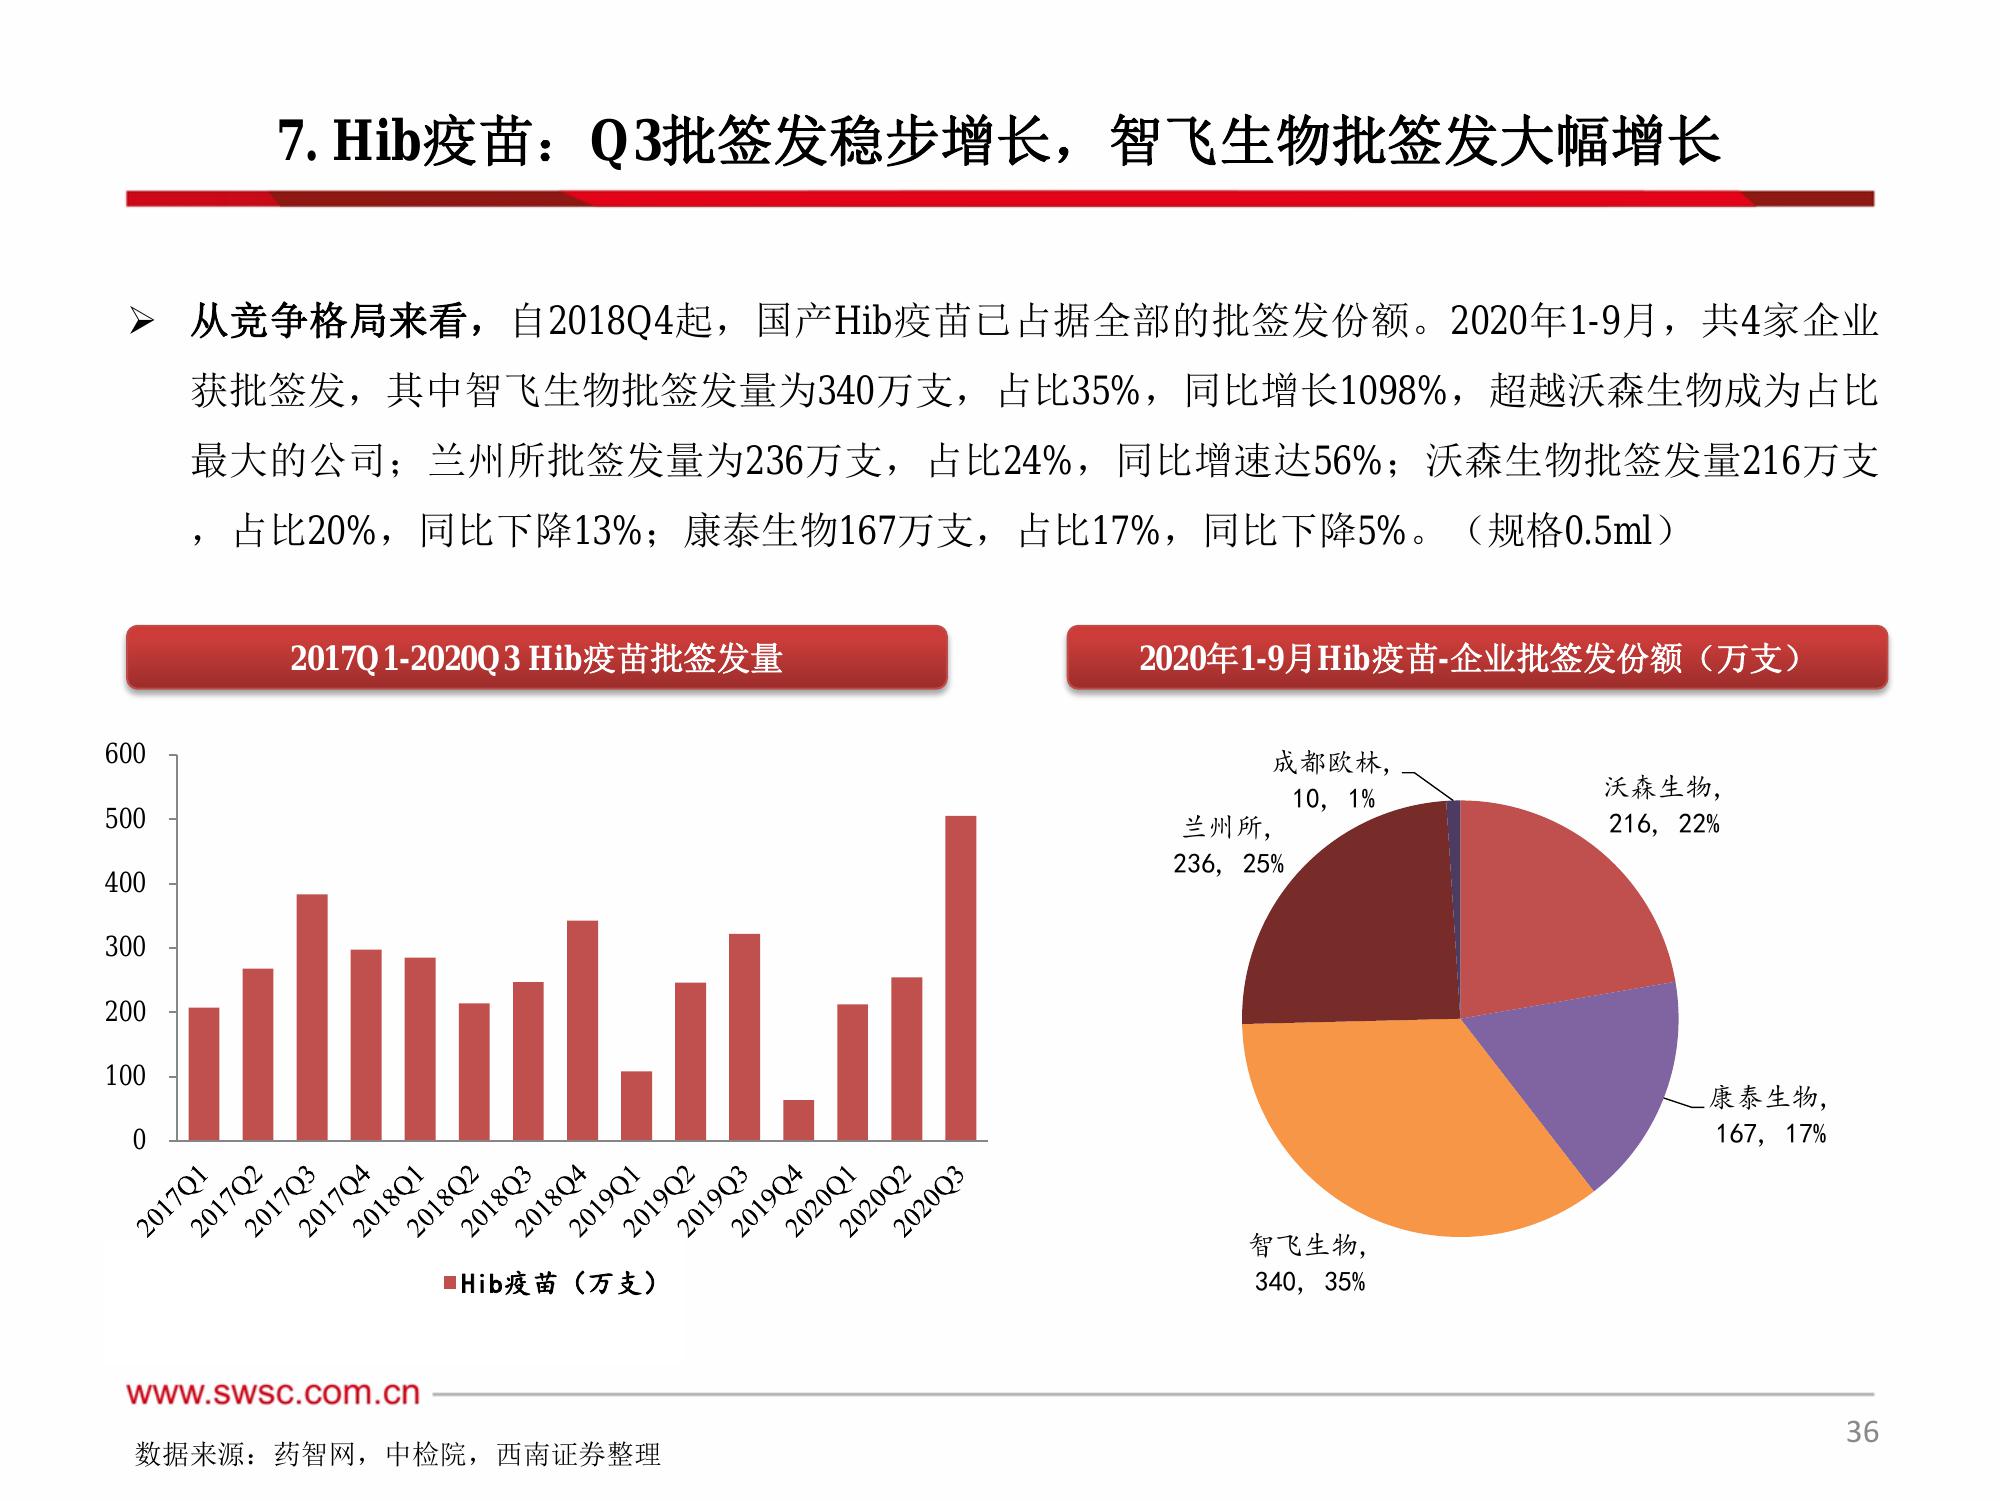 7. Hib疫苗：Q3批签发稳步增长，智飞生物批签发大幅增长
➢ 从竞争格局来看，自2018Q4起，国产Hib疫苗已占据全部的批签发份额。2020年1-9月，共4家企业
获批签发，其中智飞生物批签发量为340万支，占比35%，同比增长1098%，超越沃森生物成为占比
最大的公司；兰州所批签发量为236万支，占比24%，同比增速达56%；沃森生物批签发量216万支
，占比20%，同比下降13%；康泰生物167万支，占比17%，同比下降5%。（规格0.5ml）
2017Q1-2020Q3 Hib疫苗批签发量
600
500
400
300
200
100
0
2017Q1
2017Q2
2017Q3
2017Q4
2018Q1
2018Q2
2018Q3
2018Q4
2019Q1
2019Q2
2019Q3
2019Q4
2020Q1
2020Q2
2020Q3
Hib疫苗（万支）
2020年1-9月Hib疫苗-企业批签发份额（万支）
成都欧林,
10, 1%
沃森生物,
216, 22%
兰州所,
236, 25%
康泰生物,
167, 17%
智飞生物,
340, 35%
www.swsc.com.cn
36
数据来源：药智网，中检院，西南证券整理